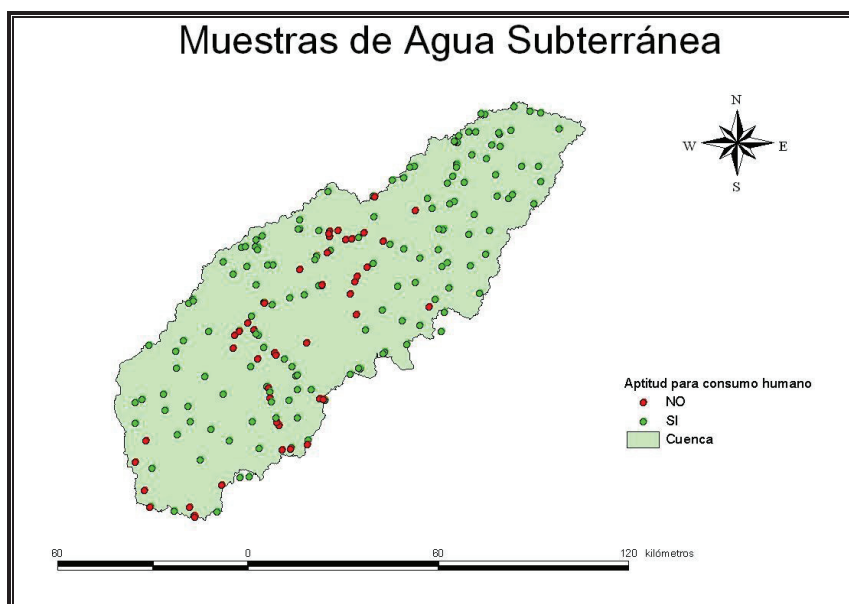 Muestras de Agua Subterránea
N
W E
S
Aptitud para consumo humano
NO
SI
Cuenca
60 0 60 120 kilómetros